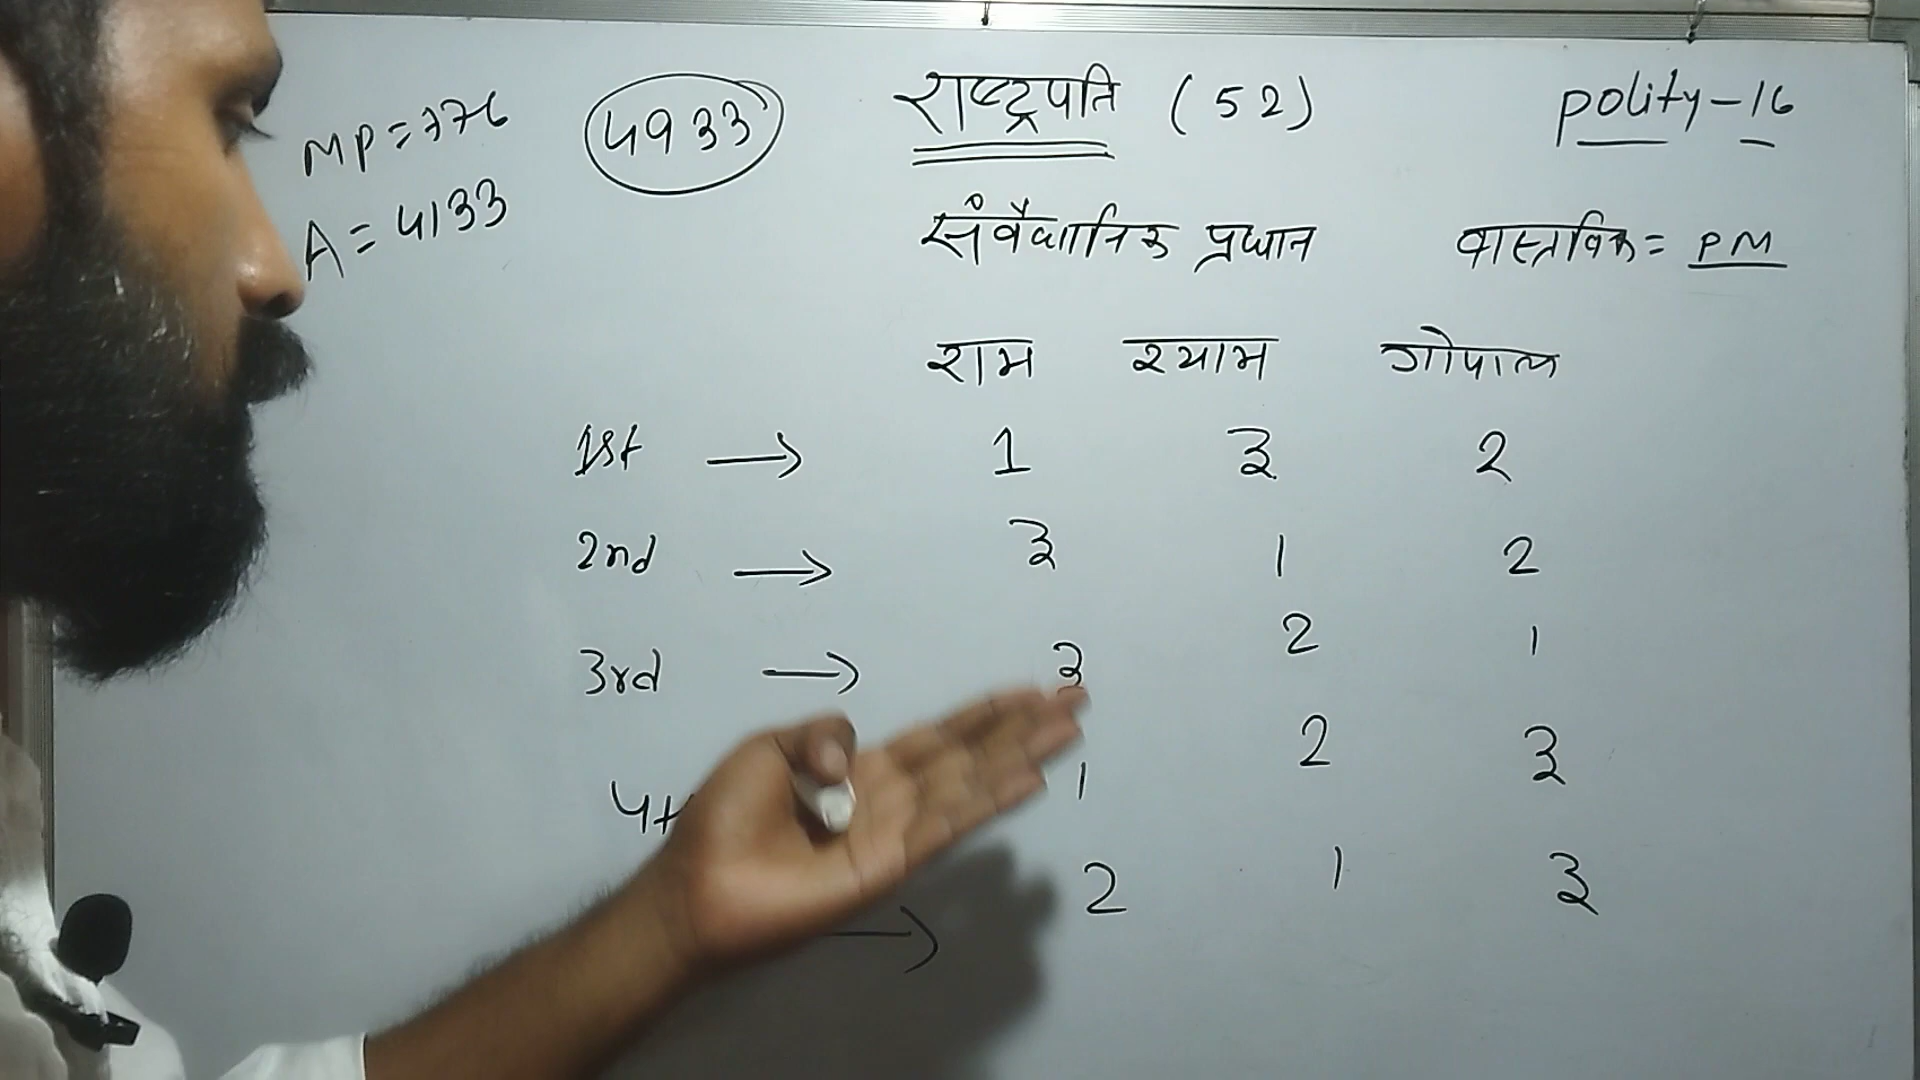 MP = 776
A = 4133
4933
राष्ट्रपति (52)
polity-16
संवैधानिक प्रधान
वास्तविक = PM
राम श्याम गोपाल
1st → 1 3 2
2nd → 3 1 2
3rd → 3 2 1
4t 1 2 3
→ 2 1 3